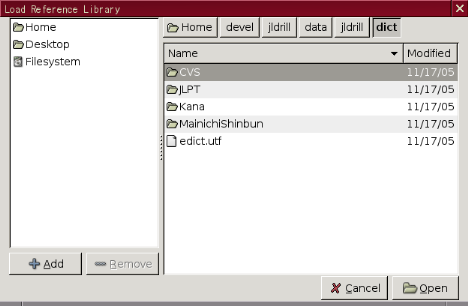 Load Reference Library
Home
Desktop
Filesystem
Add Remove
Home devel jldrill data jldrill dict
Name Modified
CVS 11/17/05
JLPT 11/17/05
Kana 11/17/05
MainichiShinbun 11/17/05
edict.utf 11/17/05
Cancel Open